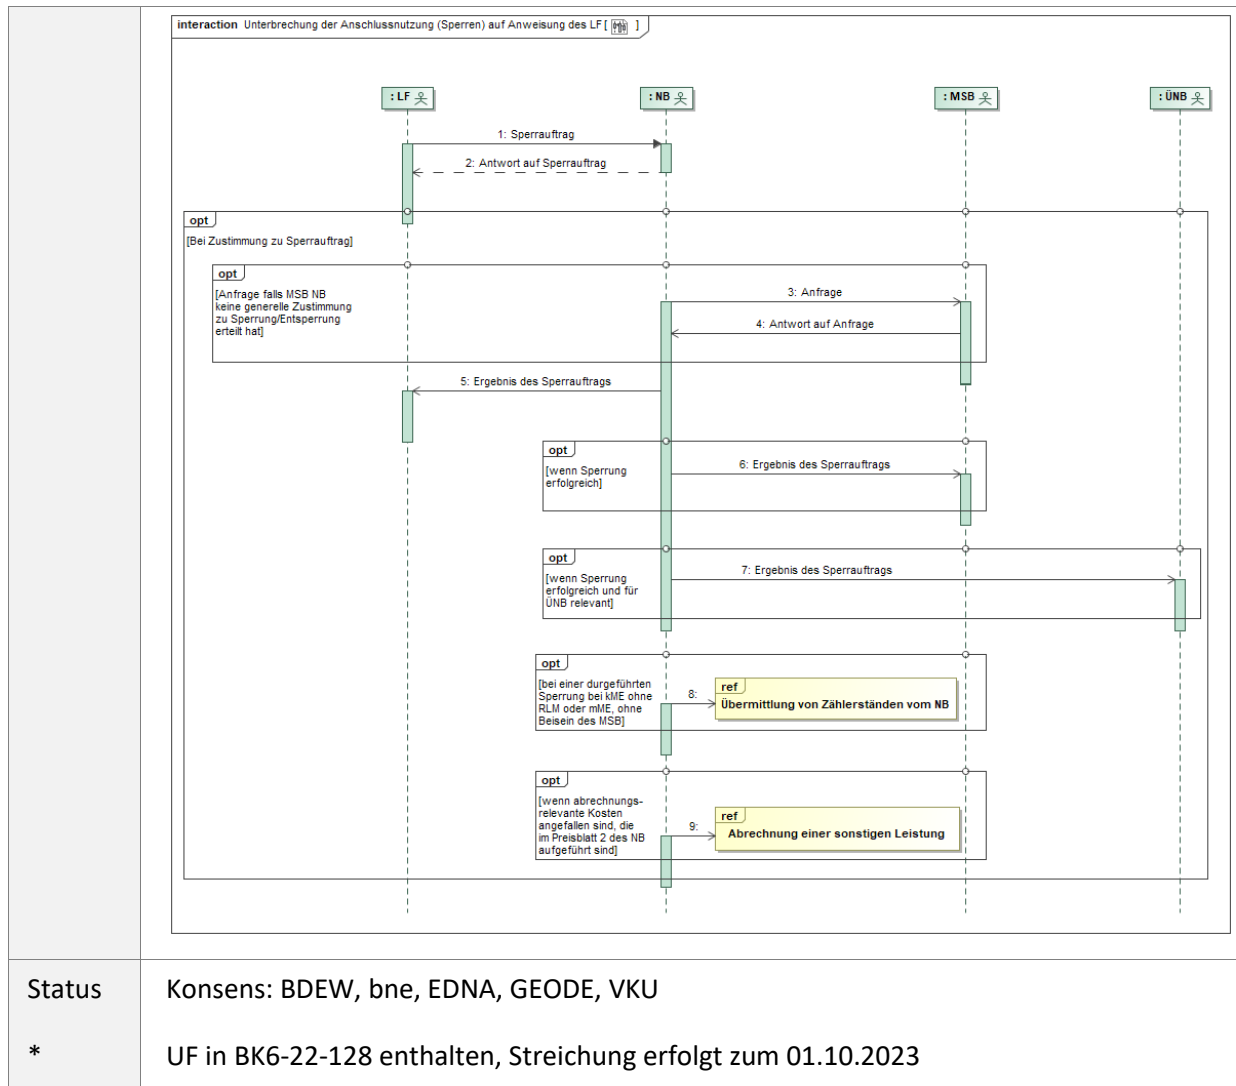 interaction Unterbrechung der Anschlussnutzung (Sperren) auf Anweisung des LF [ ]
: LF
: NB
: MSB
: ÜNB
1: Sperrauftrag
2: Antwort auf Sperrauftrag
opt
[Bei Zustimmung zu Sperrauftrag]
opt
[Anfrage falls MSB NB
keine generelle Zustimmung
zu Sperrung/Entsperrung
erteilt hat]
3: Anfrage
4: Antwort auf Anfrage
5: Ergebnis des Sperrauftrags
opt
[wenn Sperrung
erfolgreich]
6: Ergebnis des Sperrauftrags
opt
[wenn Sperrung
erfolgreich und für
ÜNB relevant]
7: Ergebnis des Sperrauftrags
opt
[bei einer durgeführten
Sperrung bei kME ohne
RLM oder mME, ohne
Beisein des MSB]
8:
ref
Übermittlung von Zählerständen vom NB
opt
[wenn abrechnungs-
relevante Kosten
angefallen sind, die
im Preisblatt 2 des NB
aufgeführt sind]
9:
ref
Abrechnung einer sonstigen Leistung
Status Konsens: BDEW, bne, EDNA, GEODE, VKU
* UF in BK6-22-128 enthalten, Streichung erfolgt zum 01.10.2023